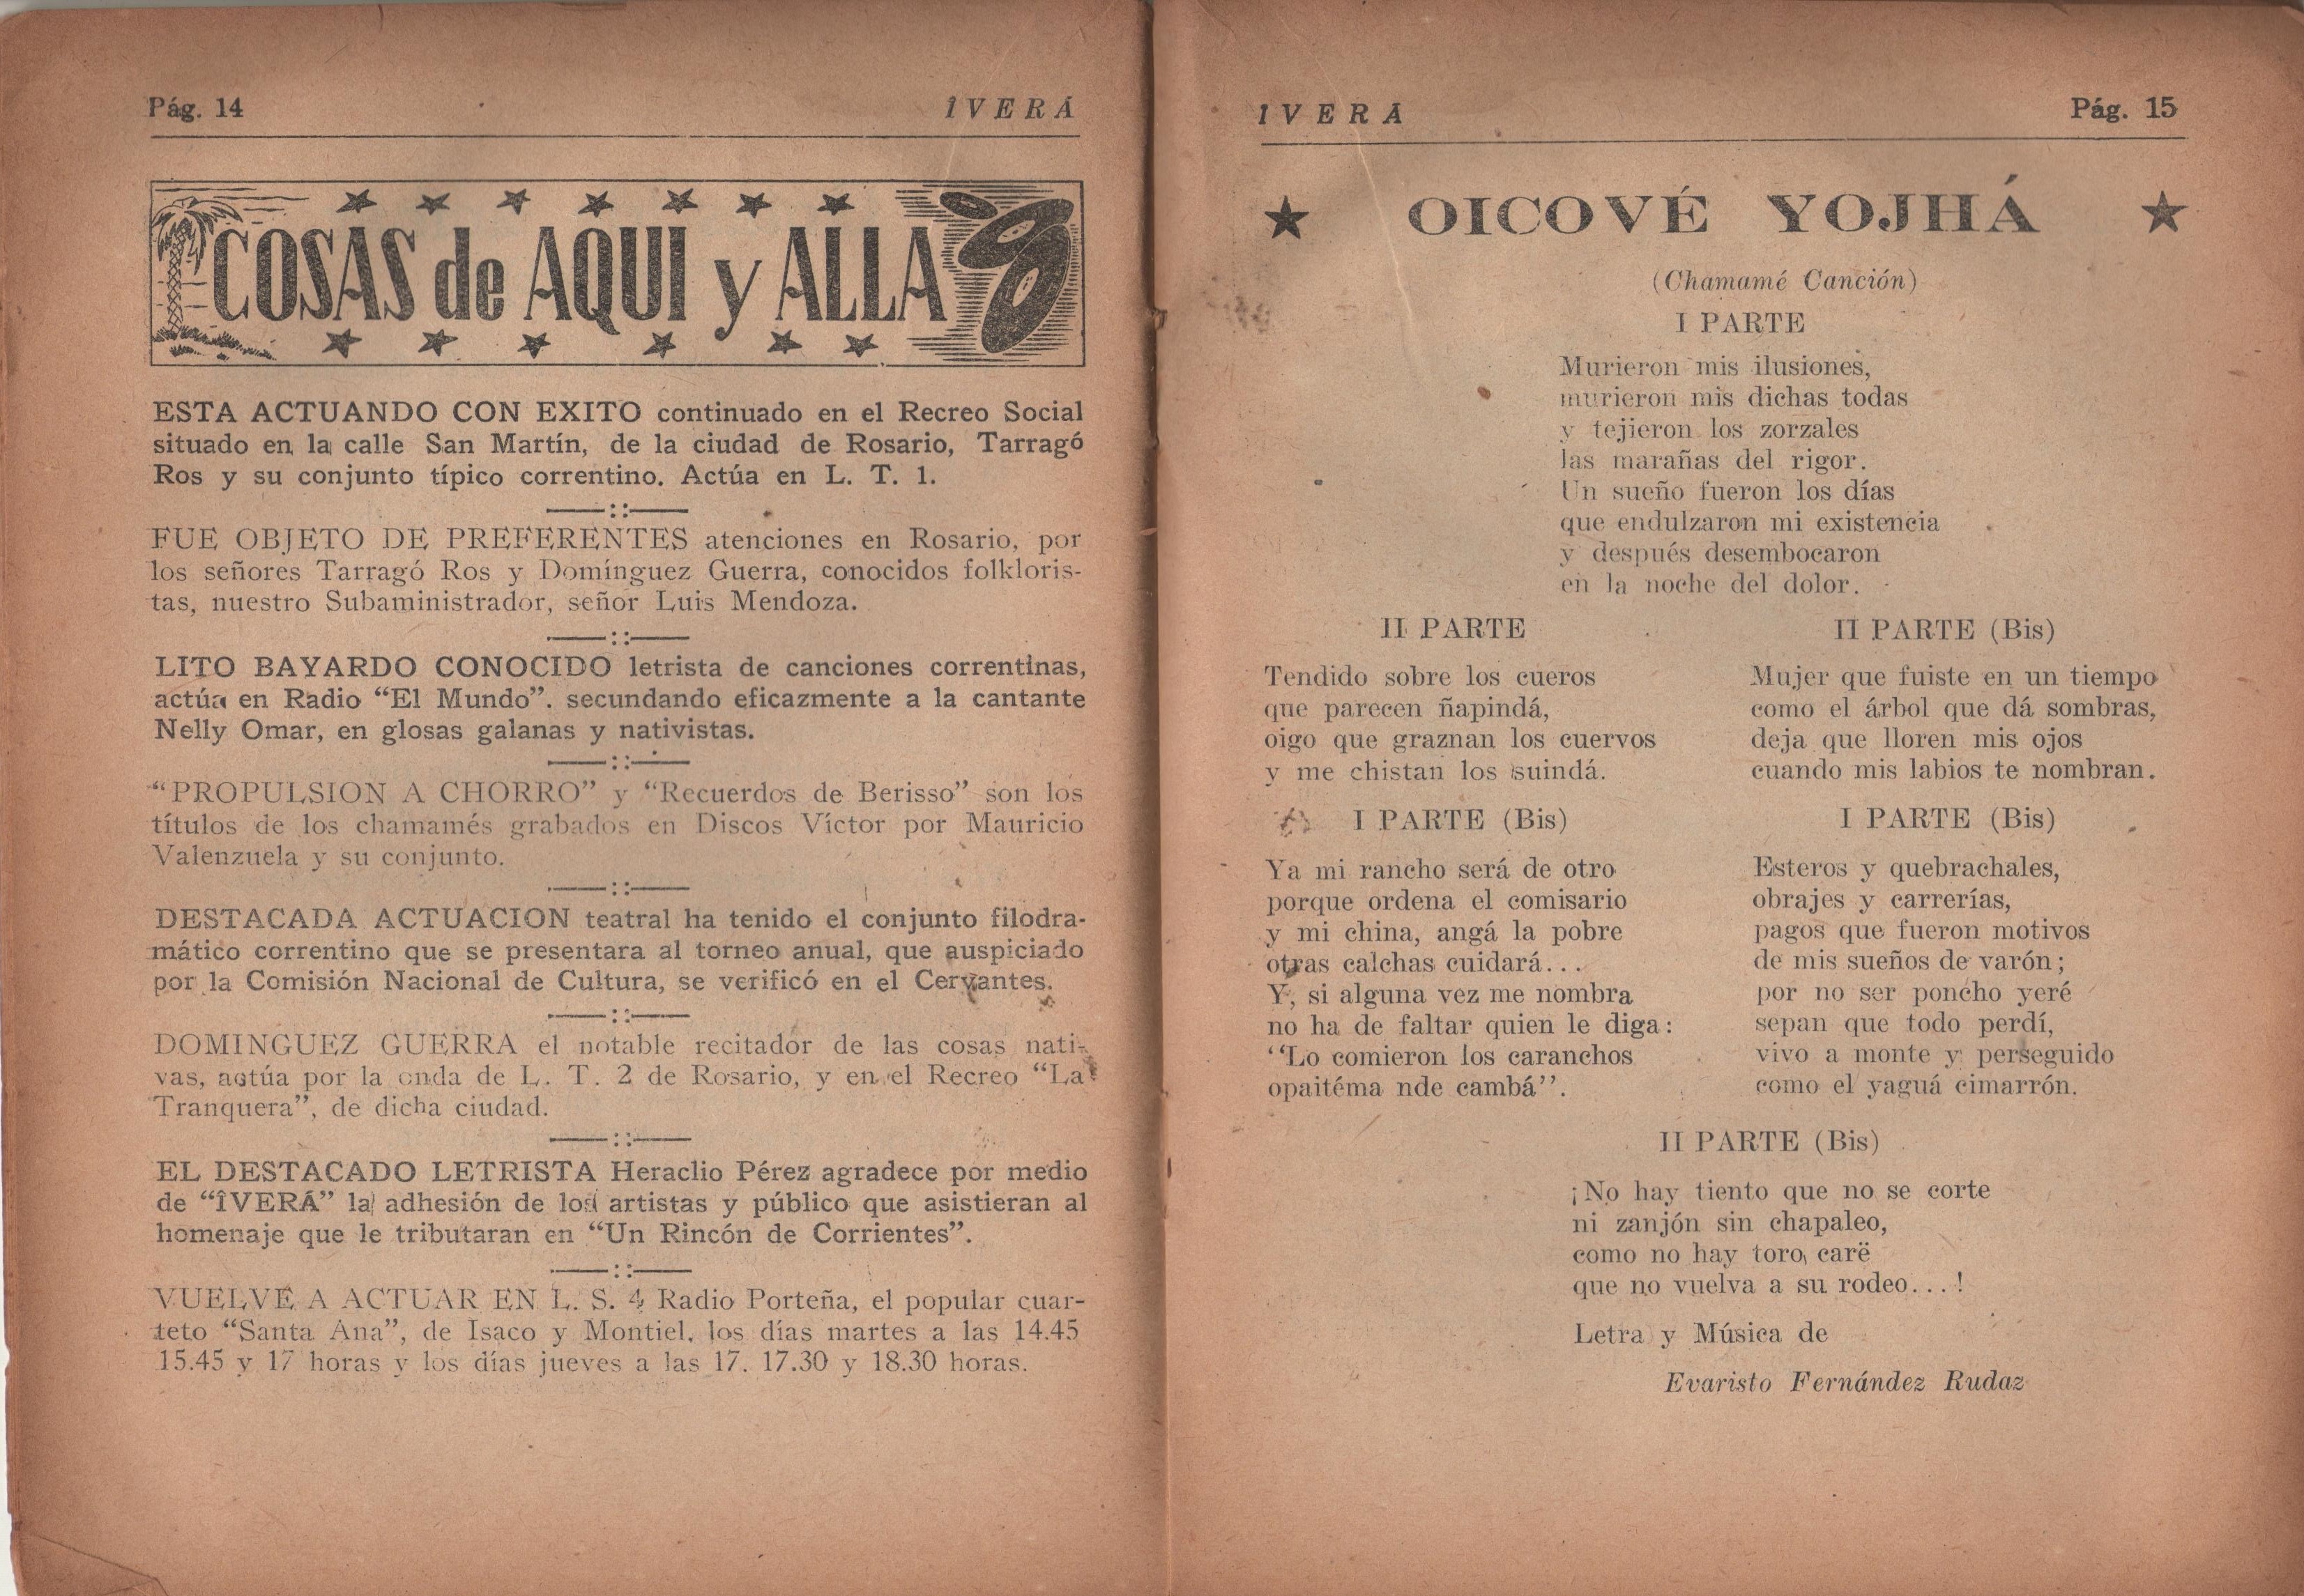 Pág. 14
ÎVERÁ
COSAS de AQUI y ALLA
ESTA ACTUANDO CON EXITO continuado en el Recreo Social
situado en la calle San Martín, de la ciudad de Rosario, Tarragó
Ros y su conjunto típico correntino. Actúa en L. T. 1.
FUE OBJETO DE PREFERENTES atenciones en Rosario, por
los señores Tarragó Ros y Domínguez Guerra, conocidos folkloris-
tas, nuestro Subaministrador, señor Luis Mendoza.
LITO BAYARDO CONOCIDO letrista de canciones correntinas,
actúa en Radio “El Mundo”. secundando eficazmente a la cantante
Nelly Omar, en glosas galanas y nativistas.
“PROPULSION A CHORRO” y “Recuerdos de Berisso” son los
títulos de los chamamés grabados en Discos Víctor por Mauricio
Valenzuela y su conjunto.
DESTACADA ACTUACION teatral ha tenido el conjunto filodra-
mático correntino que se presentara al torneo anual, que auspiciado
por la Comisión Nacional de Cultura, se verificó en el Cervantes.
DOMINGUEZ GUERRA el notable recitador de las cosas nati-
vas, actúa por la onda de L. T. 2 de Rosario, y en el Recreo “La
Tranquera”, de dicha ciudad.
EL DESTACADO LETRISTA Heraclio Pérez agradece por medio
de “ÎVERÁ” la adhesión de los artistas y público que asistieran al
homenaje que le tributaran en “Un Rincón de Corrientes”.
VUELVE A ACTUAR EN L. S. 4 Radio Porteña, el popular cuar-
teto “Santa Ana”, de Isaco y Montiel, los días martes a las 14.45
15.45 y 17 horas y los días jueves a las 17. 17.30 y 18.30 horas.
IVERA
Pág. 15
OICOVÉ YOJHÁ
(Chamamé Canción)
I PARTE
Murieron mis ilusiones,
murieron mis dichas todas
y tejieron los zorzales
las marañas del rigor.
Un sueño fueron los días
que endulzaron mi existencia
y después desembocaron
en la noche del dolor.
II PARTE
Tendido sobre los cueros
que parecen ñapindá,
oigo que graznan los cuervos
y me chistan los suindá.
I PARTE (Bis)
Ya mi rancho será de otro
porque ordena el comisario
y mi china, angá la pobre
otras calchas cuidará...
Y, si alguna vez me nombra
no ha de faltar quien le diga:
“Lo comieron los caranchos
opaitéma nde cambá”.
II PARTE (Bis)
Mujer que fuiste en un tiempo
como el árbol que dá sombras,
deja que lloren mis ojos
cuando mis labios te nombran.
I PARTE (Bis)
Esteros y quebrachales,
obrajes y carrerías,
pagos que fueron motivos
de mis sueños de varón;
por no ser poncho yeré
sepan que todo perdí,
vivo a monte y perseguido
como el yaguá cimarrón.
II PARTE (Bis)
¡No hay tiento que no se corte
ni zanjón sin chapaleo,
como no hay toro carë
que no vuelva a su rodeo...!
Letra y Música de
Evaristo Fernández Rudaz